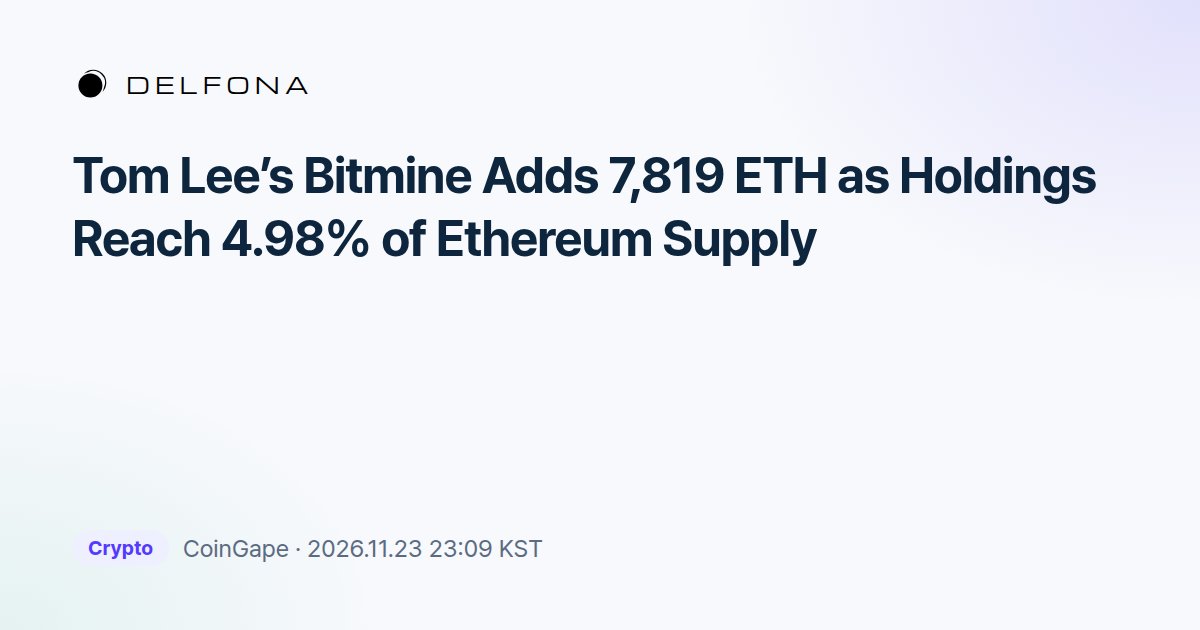 DELFONA
Tom Lee’s Bitmine Adds 7,819 ETH as Holdings
Reach 4.98% of Ethereum Supply
Crypto CoinGape · 2026.11.23 23:09 KST